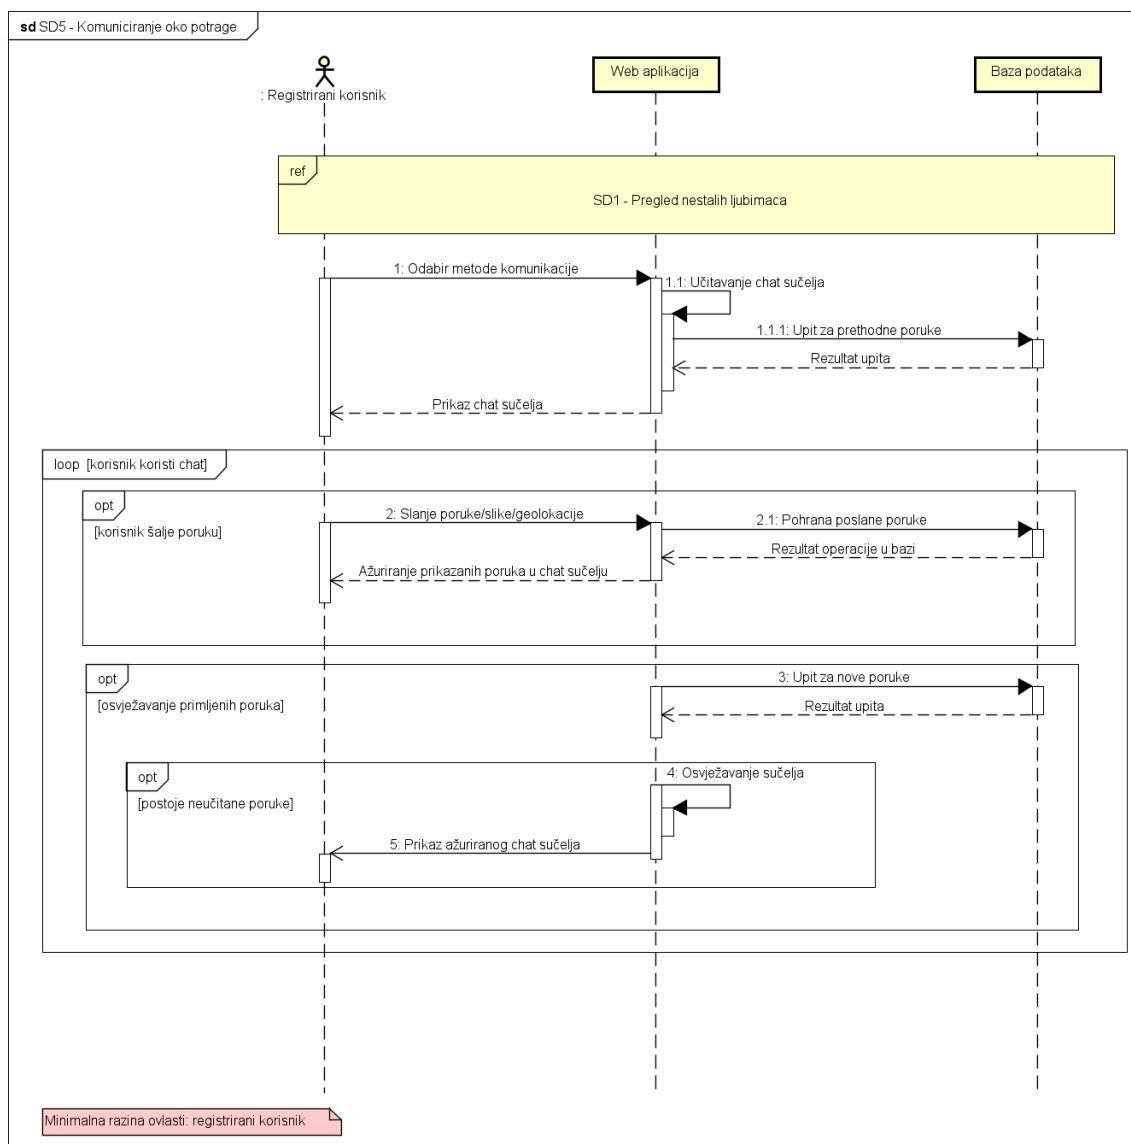 sd SD5 - Komuniciranje oko potrage
: Registrirani korisnik
Web aplikacija
Baza podataka
ref
SD1 - Pregled nestalih ljubimaca
1: Odabir metode komunikacije
1.1: Učitavanje chat sučelja
1.1.1: Upit za prethodne poruke
Rezultat upita
Prikaz chat sučelja
loop [korisnik koristi chat]
opt
[korisnik šalje poruku]
2: Slanje poruke/slike/geolokacije
2.1: Pohrana poslane poruke
Rezultat operacije u bazi
Ažuriranje prikazanih poruka u chat sučelju
opt
[osvježavanje primljenih poruka]
3: Upit za nove poruke
Rezultat upita
opt
[postoje neučitane poruke]
4: Osvježavanje sučelja
5: Prikaz ažuriranog chat sučelja
Minimalna razina ovlasti: registrirani korisnik